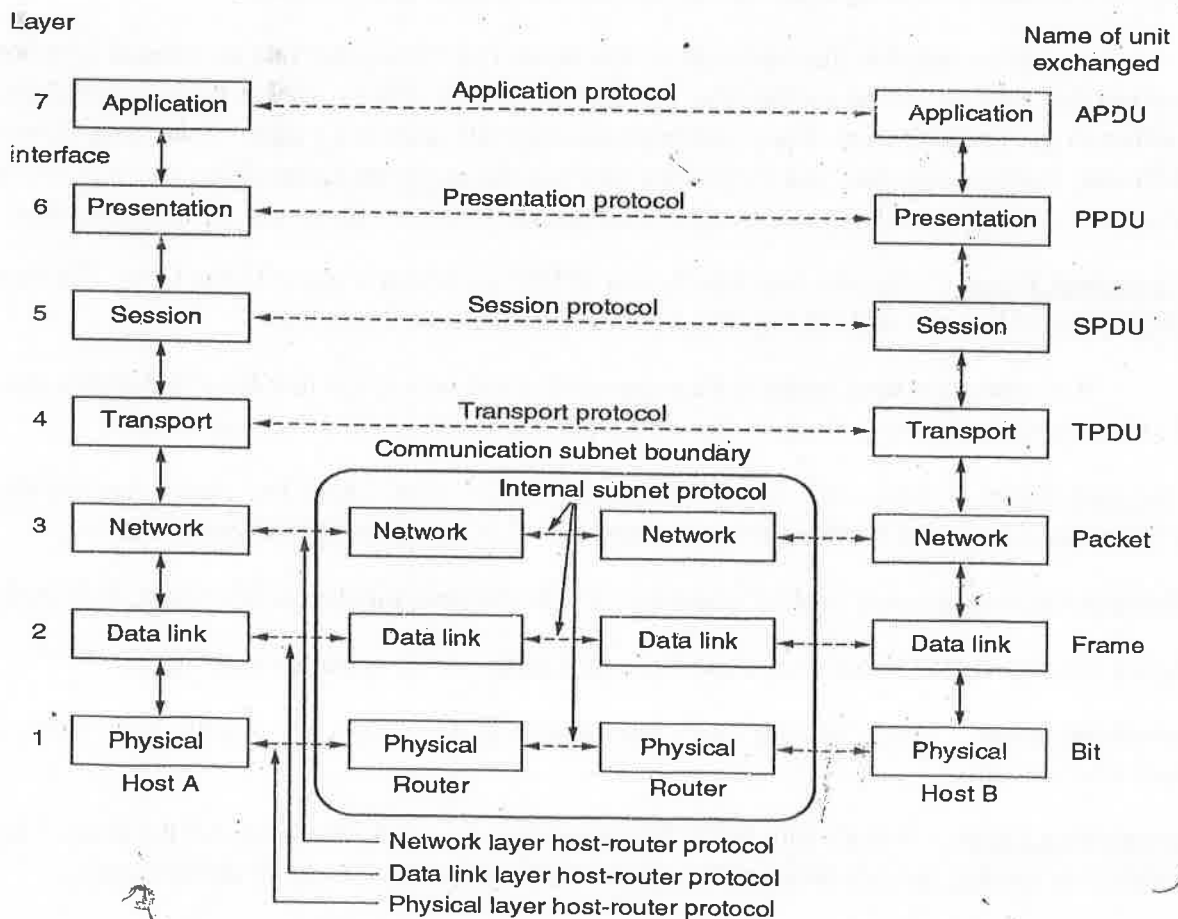 Layer
Name of unit
exchanged
7 Application Application protocol Application APDU
interface
6 Presentation Presentation protocol Presentation PPDU
5 Session Session protocol Session SPDU
4 Transport Transport protocol Transport TPDU
Communication subnet boundary
Internal subnet protocol
3 Network Network Network Network Packet
2 Data link Data link Data link Data link Frame
1 Physical Physical Physical Physical Bit
Host A Router Router Host B
Network layer host-router protocol
Data link layer host-router protocol
Physical layer host-router protocol